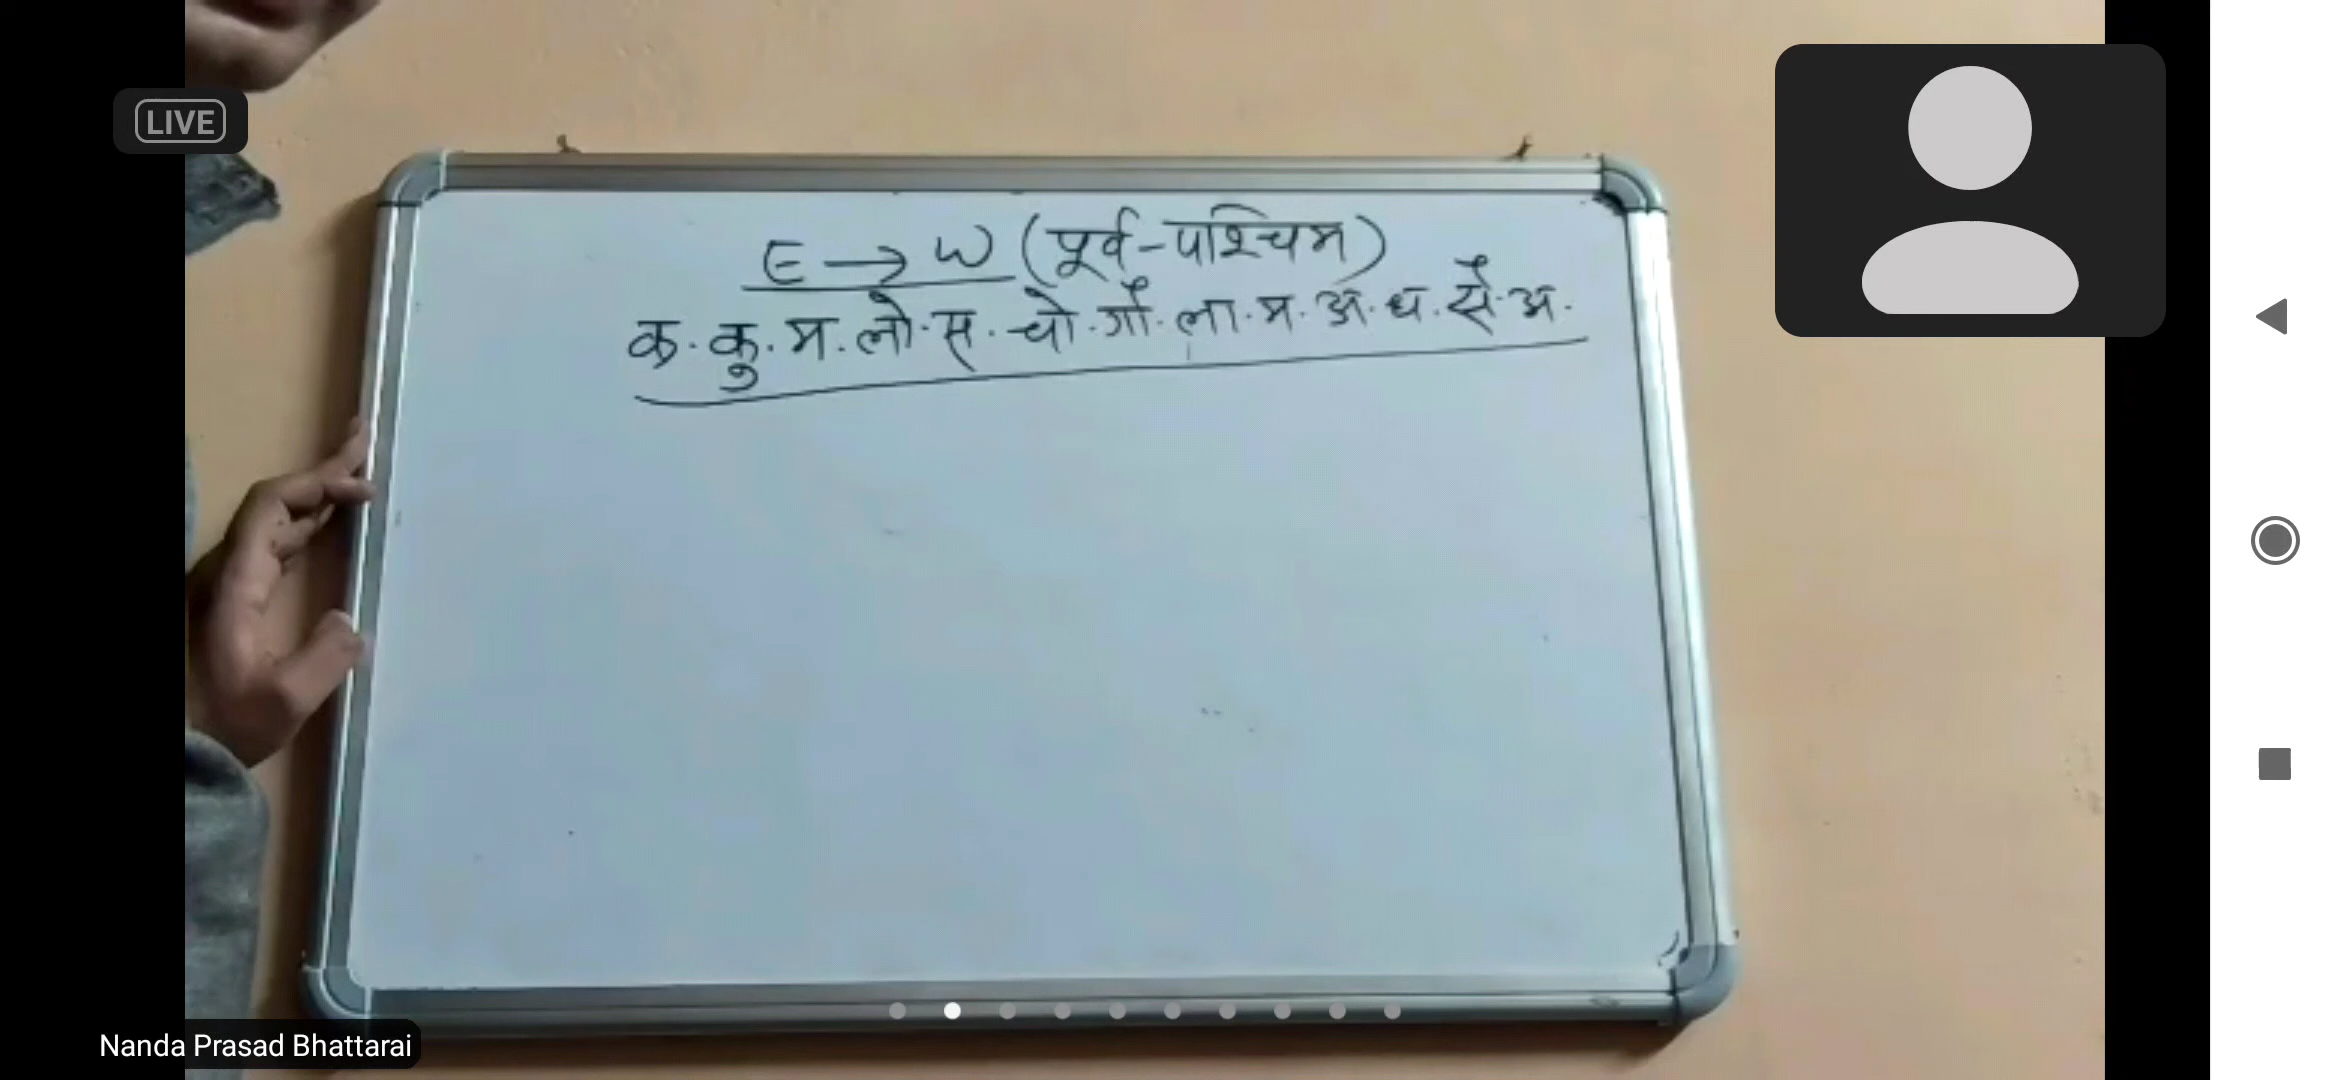 LIVE
E → W (पूर्व-पश्चिम)
क. कु. म. लो. स. चो. गौ. ला. म. अ. ध. सै. अ.
Nanda Prasad Bhattarai